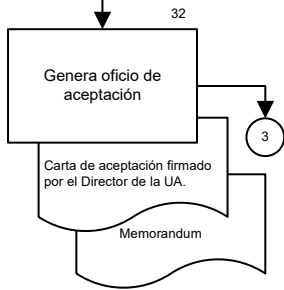 32
Genera oficio de
aceptación
3
Carta de aceptación firmado
por el Director de la UA.
Memorandum